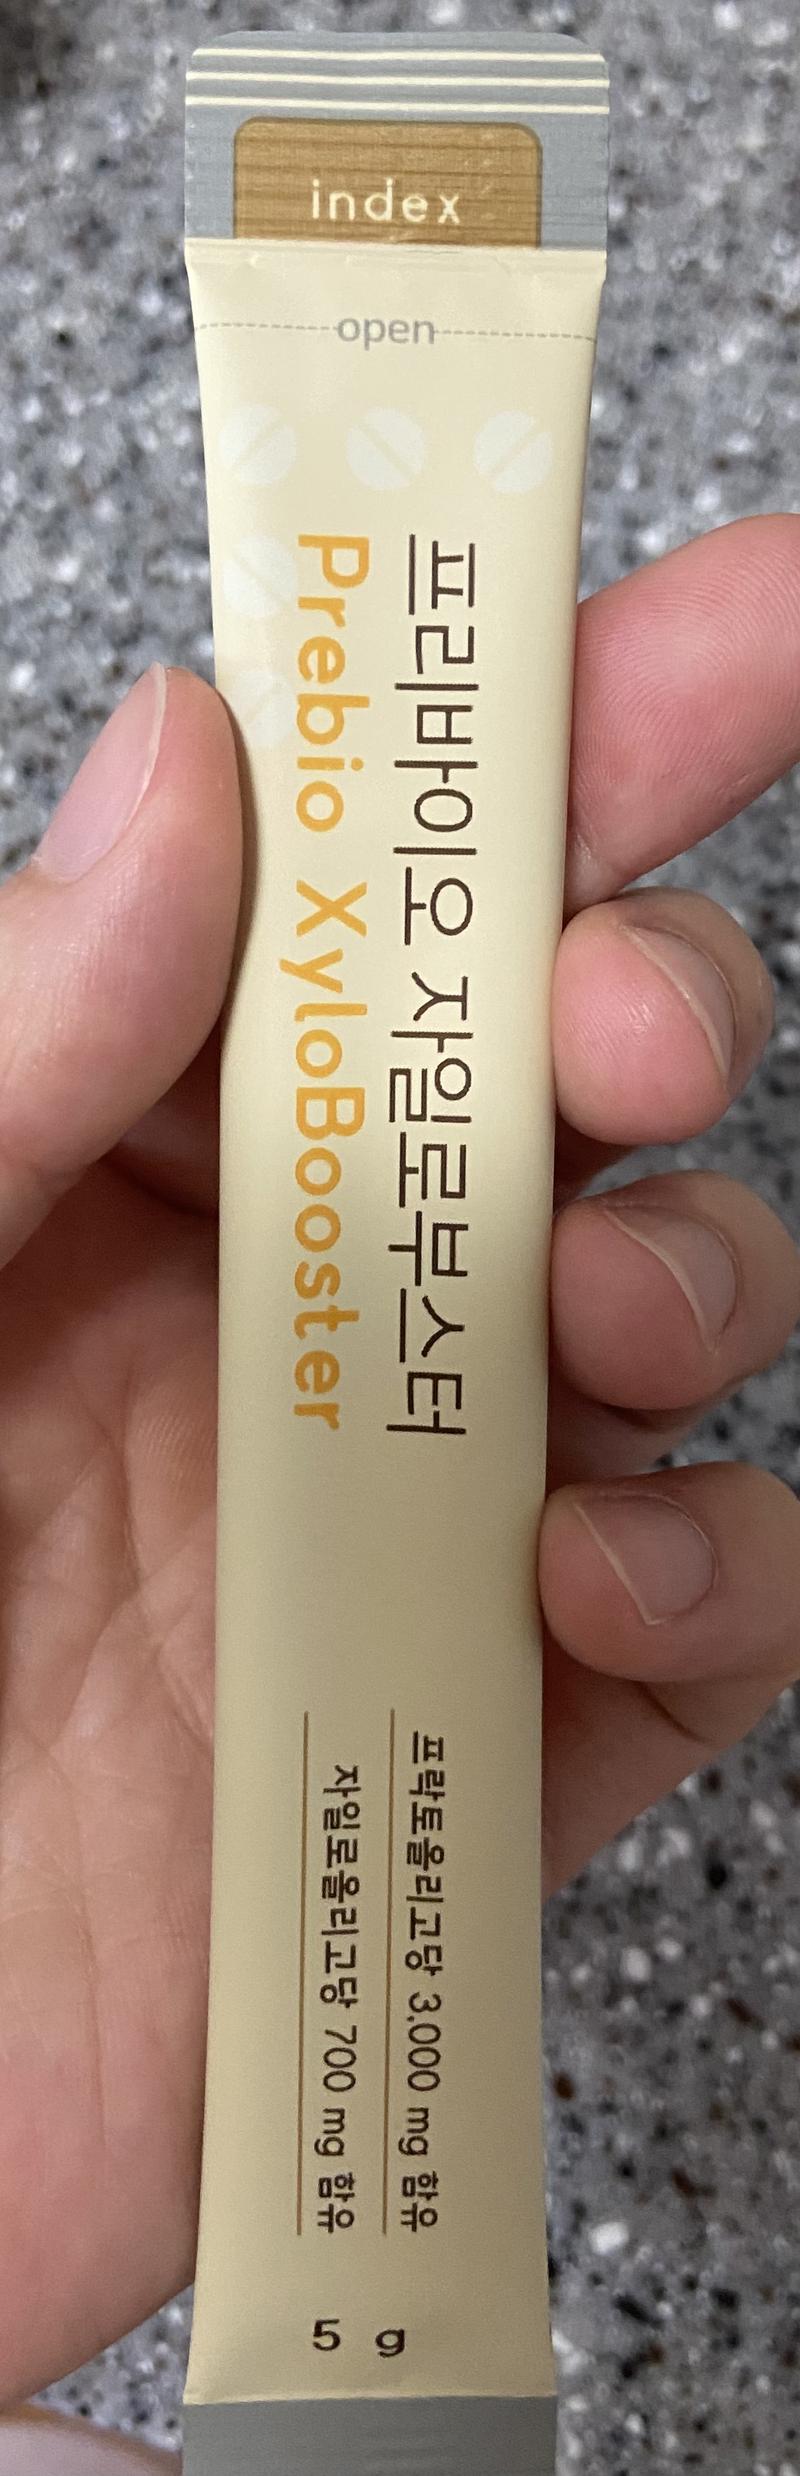 index
open
프리바이오 자일로부스터
Prebio XyloBooster
프락토올리고당 3,000 mg 함유
자일로올리고당 700 mg 함유
5 g